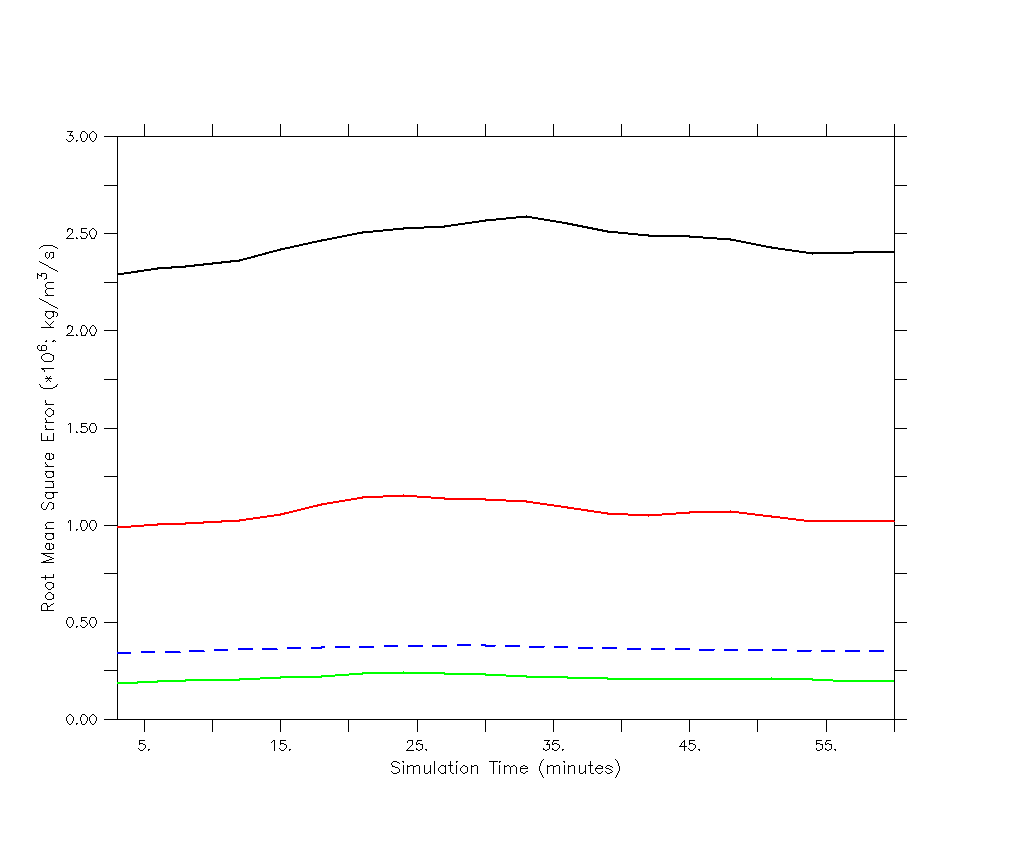 3.00
2.50
2.00
1.50
1.00
0.50
0.00
Root Mean Square Error (*10⁶; kg/m³/s)
5. 15. 25. 35. 45. 55.
Simulation Time (minutes)